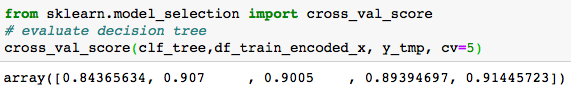 from sklearn.model_selection import cross_val_score
# evaluate decision tree
cross_val_score(clf_tree,df_train_encoded_x, y_tmp, cv=5)
array([0.84365634, 0.907     , 0.9005    , 0.89394697, 0.91445723])